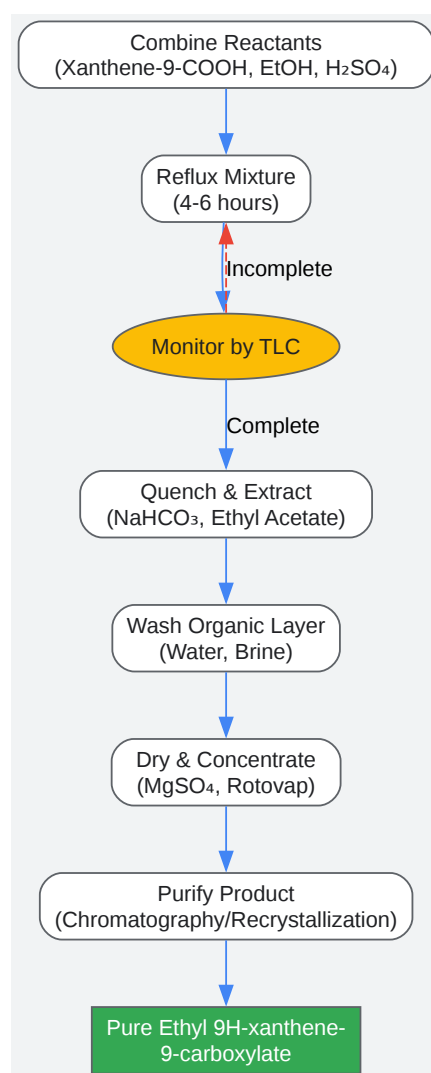 Combine Reactants
(Xanthene-9-COOH, EtOH, H₂SO₄)
Reflux Mixture
(4-6 hours)
Incomplete
Monitor by TLC
Complete
Quench & Extract
(NaHCO₃, Ethyl Acetate)
Wash Organic Layer
(Water, Brine)
Dry & Concentrate
(MgSO₄, Rotovap)
Purify Product
(Chromatography/Recrystallization)
Pure Ethyl 9H-xanthene-
9-carboxylate